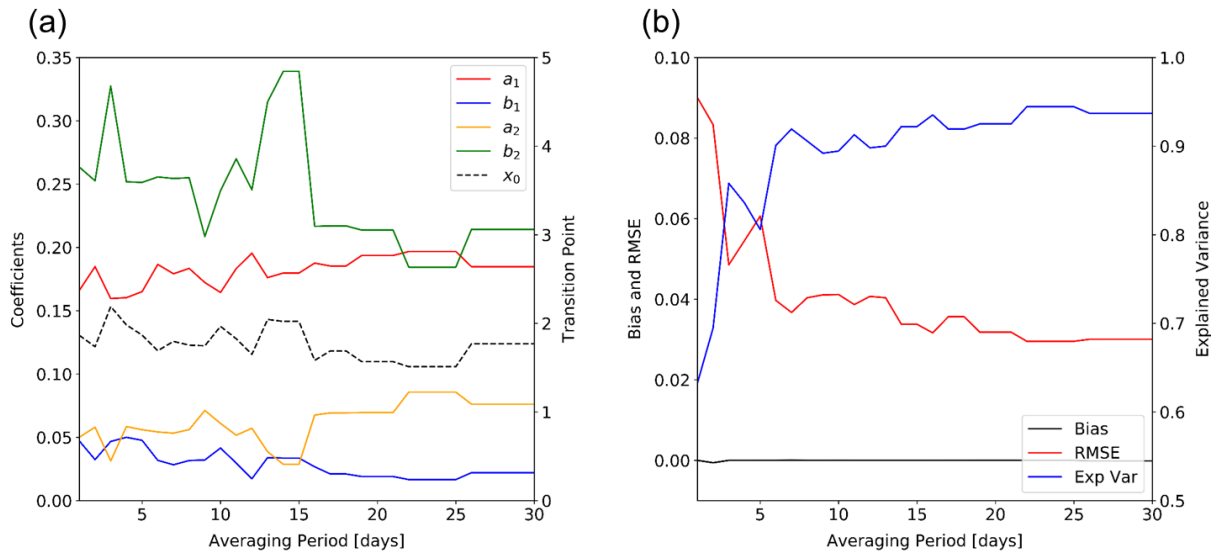 (a)
0.35
0.30
0.25
0.20
0.15
0.10
0.05
0.00
Coefficients
5
4
3
2
1
0
Transition Point
a₁
b₁
a₂
b₂
x₀
5
10
15
20
25
30
Averaging Period [days]
(b)
0.10
0.08
0.06
0.04
0.02
0.00
Bias and RMSE
1.0
0.9
0.8
0.7
0.6
0.5
Explained Variance
Bias
RMSE
Exp Var
5
10
15
20
25
30
Averaging Period [days]